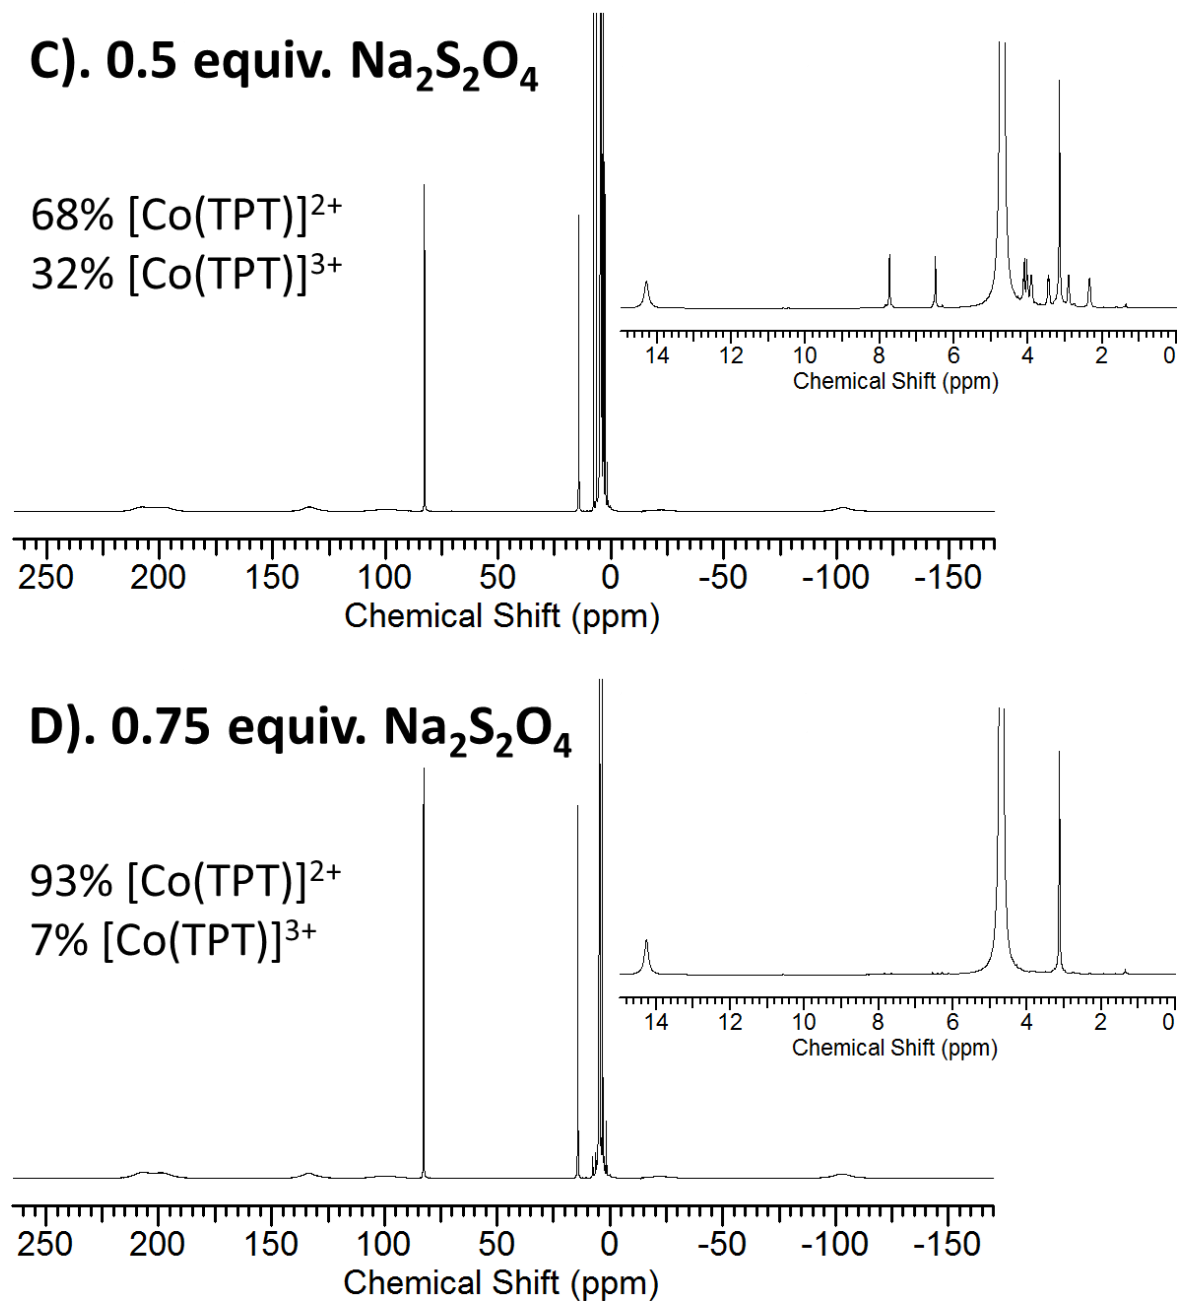 C). 0.5 equiv. Na₂S₂O₄
68% [Co(TPT)]²⁺
32% [Co(TPT)]³⁺
14 12 10 8 6 4 2 0
Chemical Shift (ppm)
250 200 150 100 50 0 -50 -100 -150
Chemical Shift (ppm)
D). 0.75 equiv. Na₂S₂O₄
93% [Co(TPT)]²⁺
7% [Co(TPT)]³⁺
14 12 10 8 6 4 2 0
Chemical Shift (ppm)
250 200 150 100 50 0 -50 -100 -150
Chemical Shift (ppm)